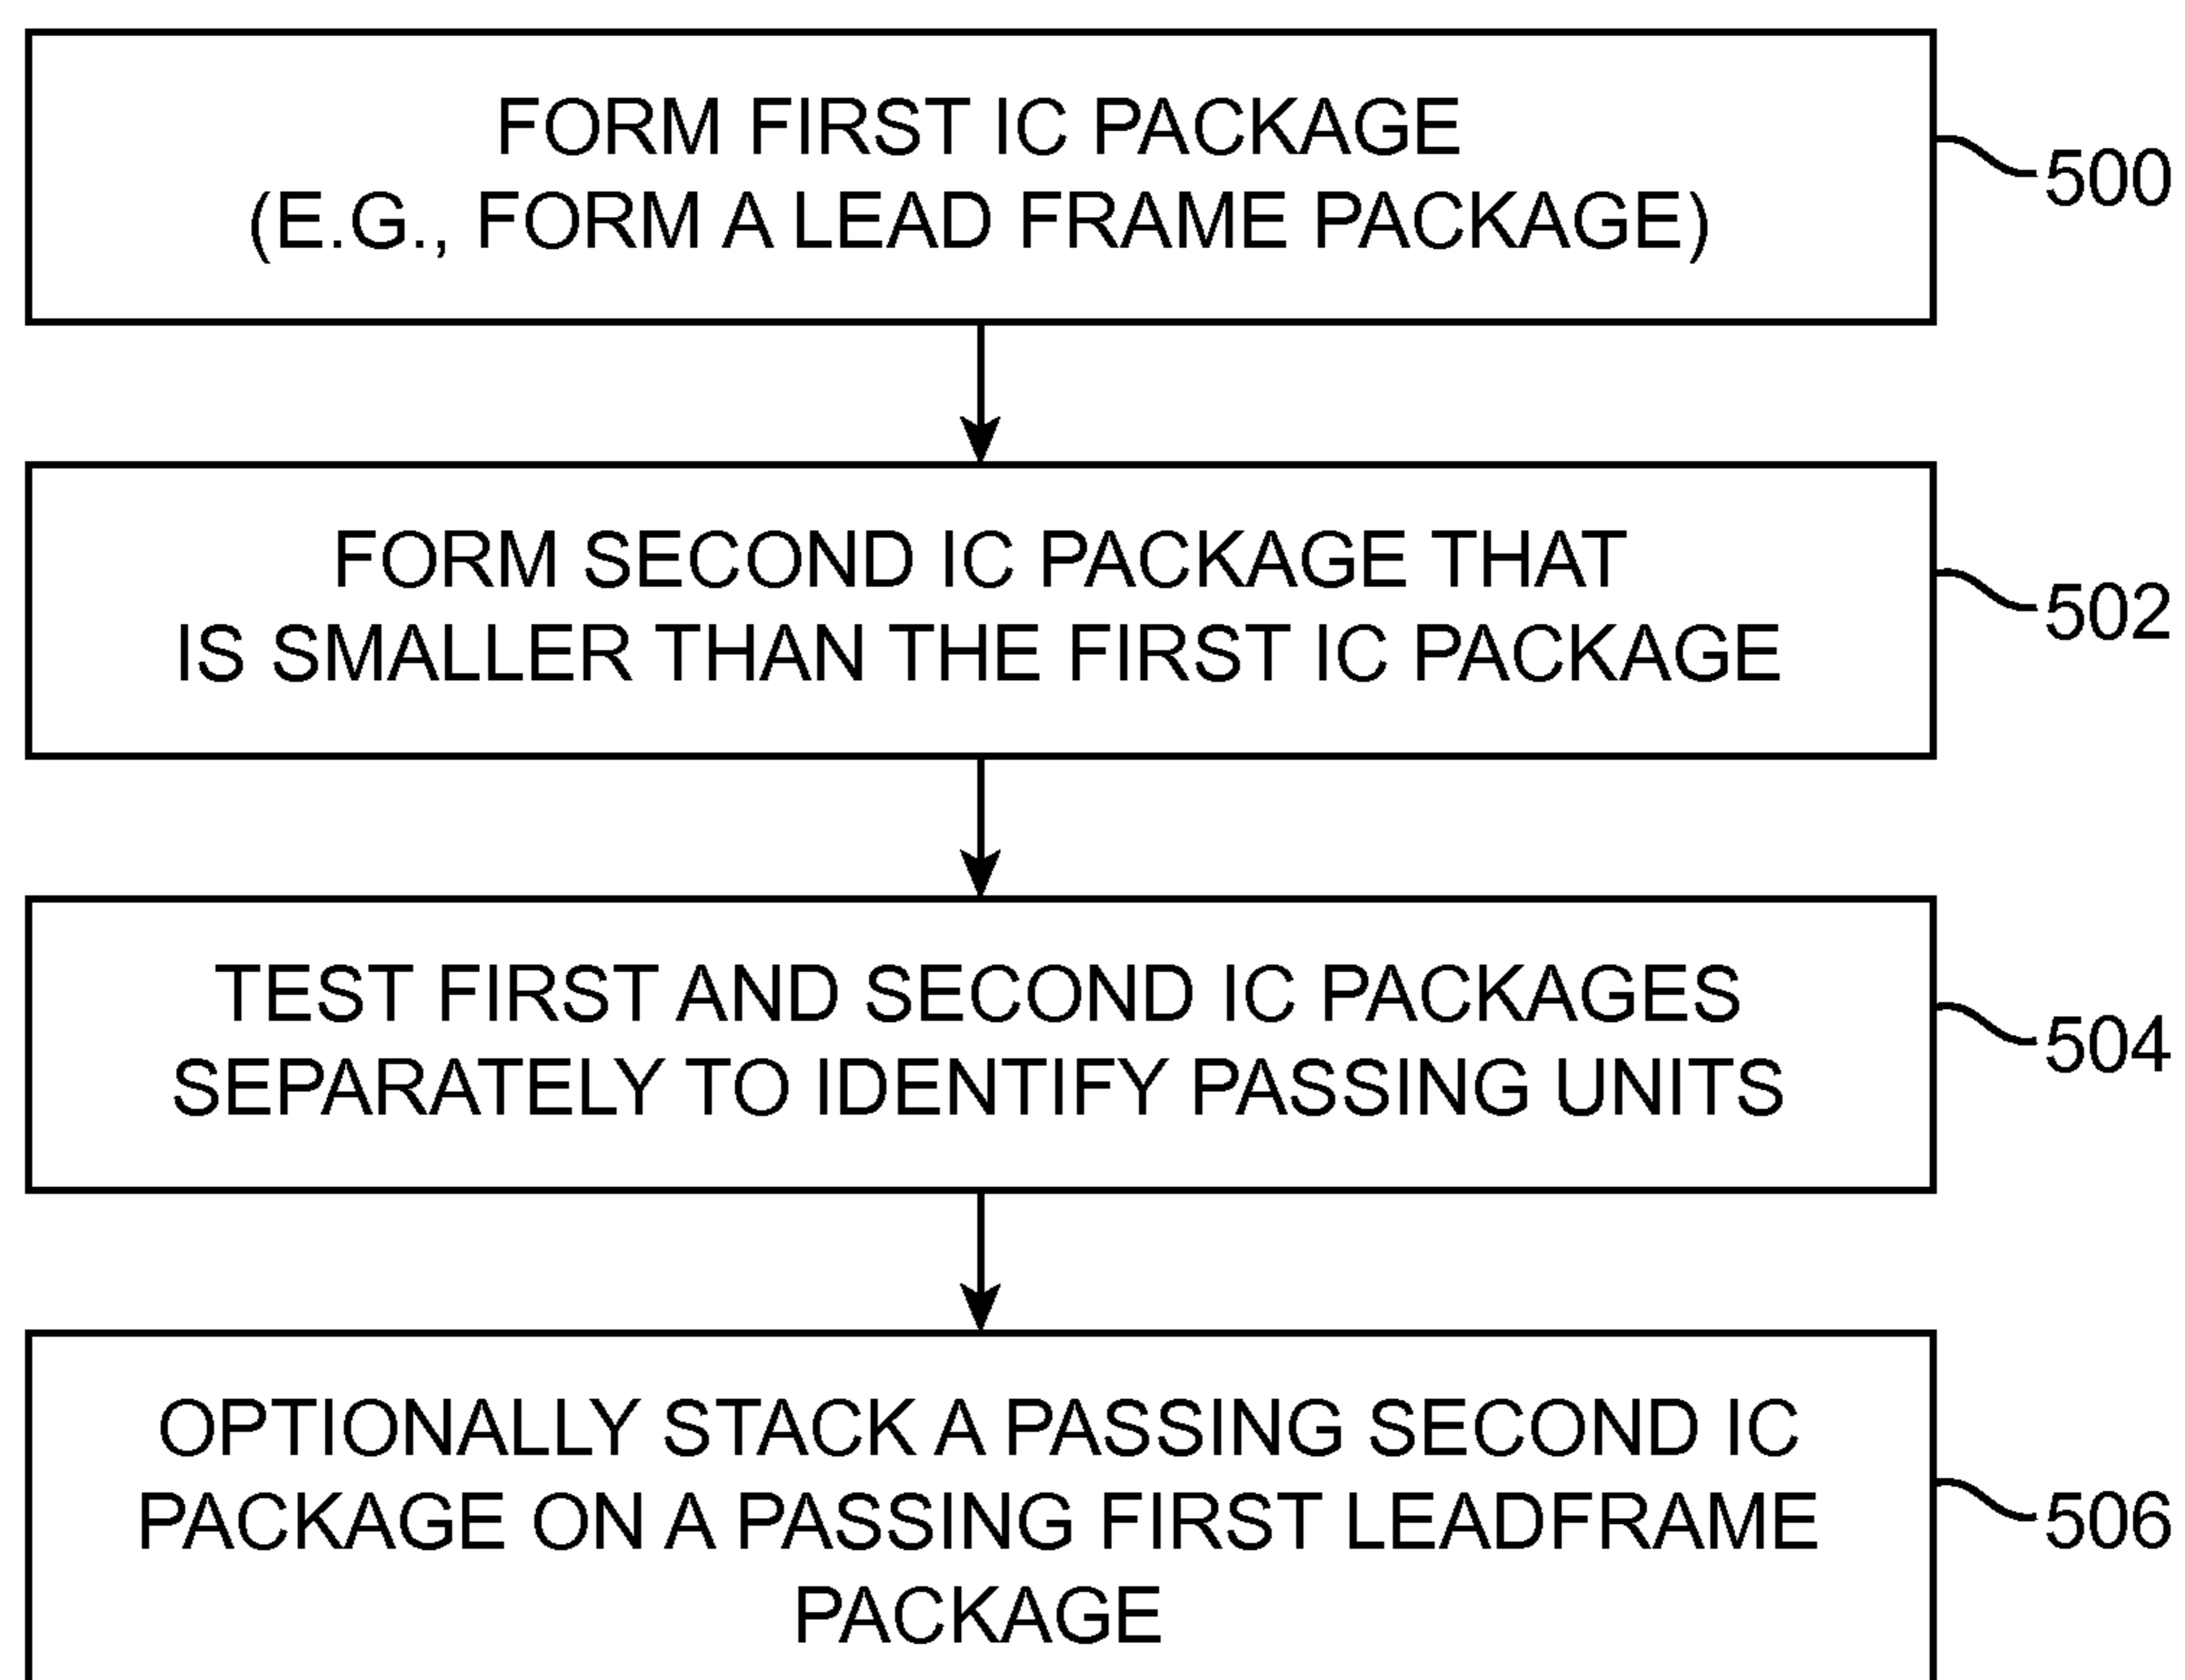 FORM FIRST IC PACKAGE
(E.G., FORM A LEAD FRAME PACKAGE)
500
FORM SECOND IC PACKAGE THAT
IS SMALLER THAN THE FIRST IC PACKAGE
502
TEST FIRST AND SECOND IC PACKAGES
SEPARATELY TO IDENTIFY PASSING UNITS
504
OPTIONALLY STACK A PASSING SECOND IC
PACKAGE ON A PASSING FIRST LEADFRAME
PACKAGE
506